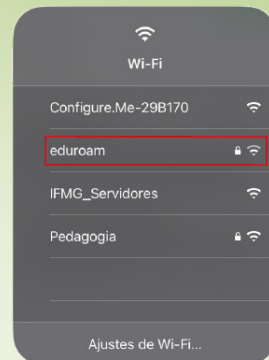 Wi-Fi
Configure.Me-29B170
eduroam
IFMG_Servidores
Pedagogia
Ajustes de Wi-Fi...